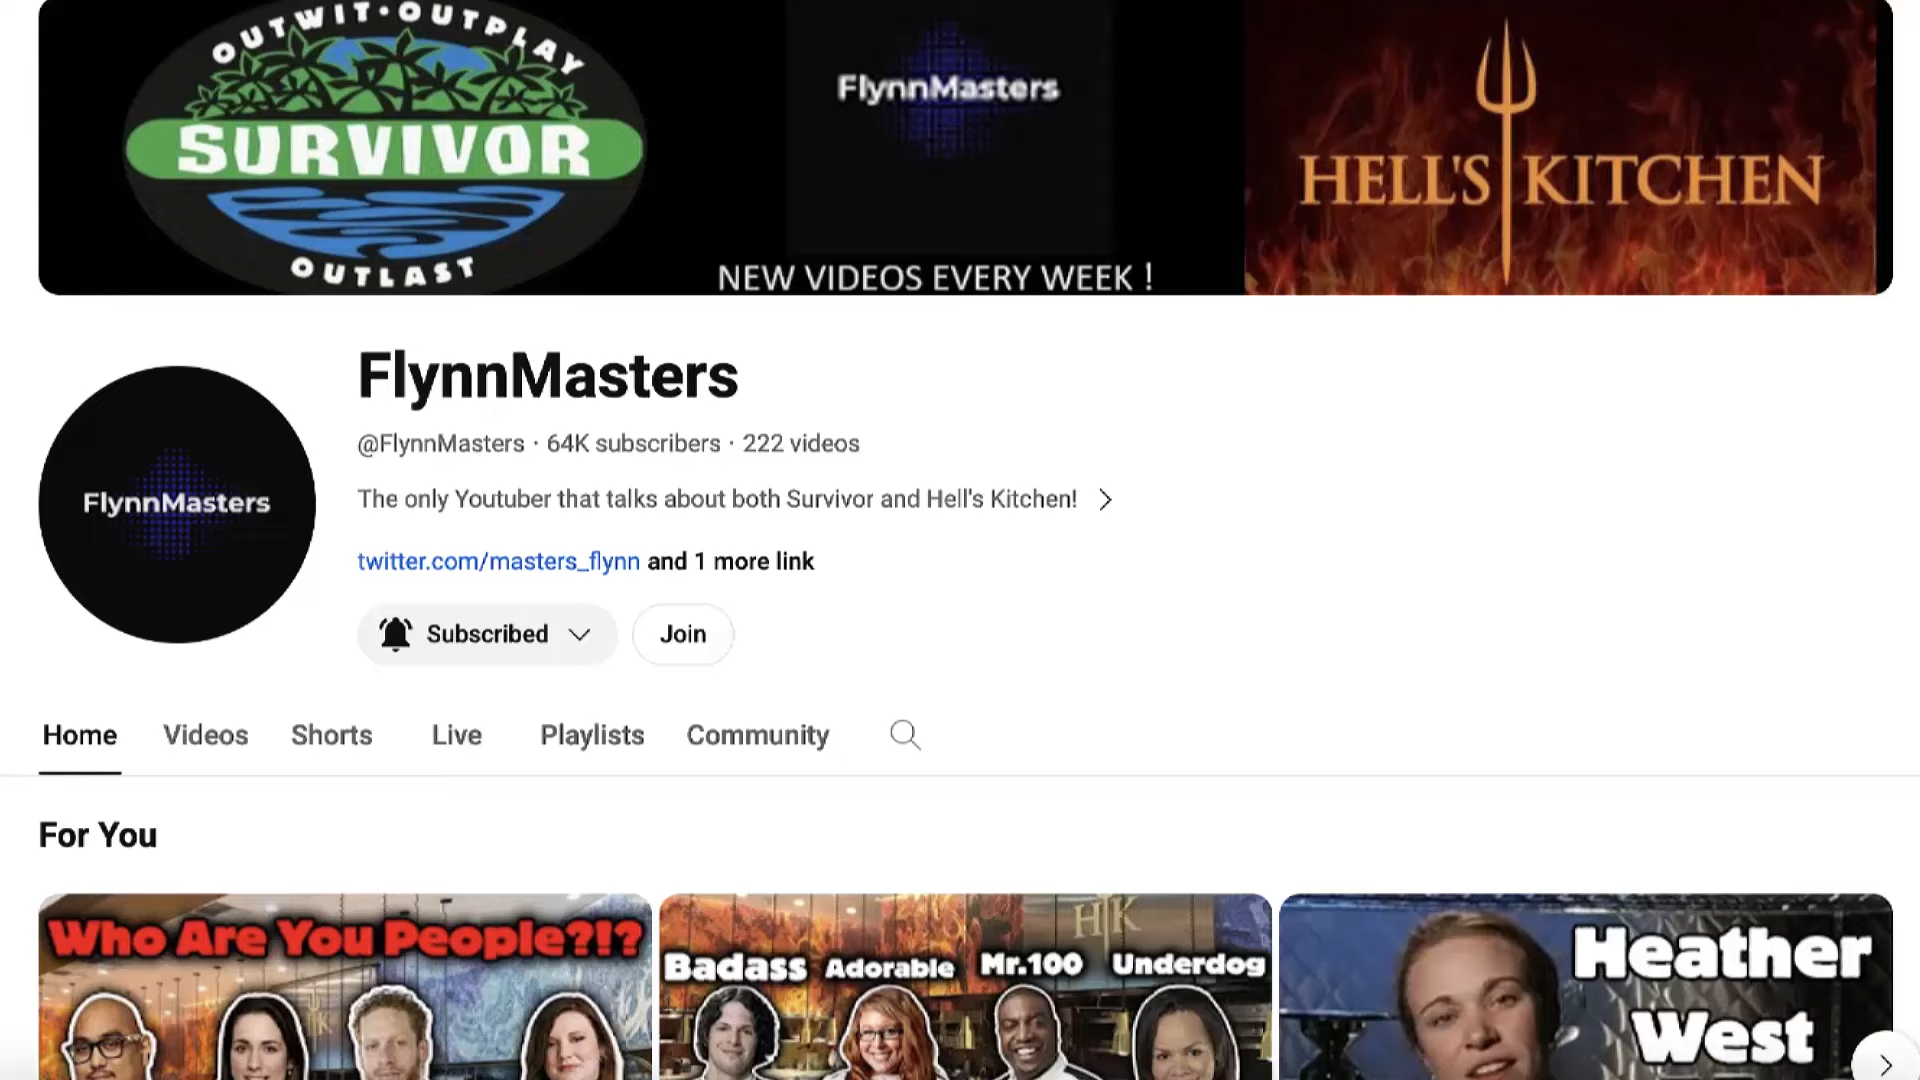 OUTWIT·OUTPLAY
SURVIVOR
OUTLAST
FlynnMasters
NEW VIDEOS EVERY WEEK !
HELL'S KITCHEN
FlynnMasters
FlynnMasters
@FlynnMasters · 64K subscribers · 222 videos
The only Youtuber that talks about both Survivor and Hell's Kitchen!
twitter.com/masters_flynn and 1 more link
Subscribed
Join
Home Videos Shorts Live Playlists Community
For You
Who Are You People?!?
HK
Badass Adorable Mr.100 Underdog
Heather
West